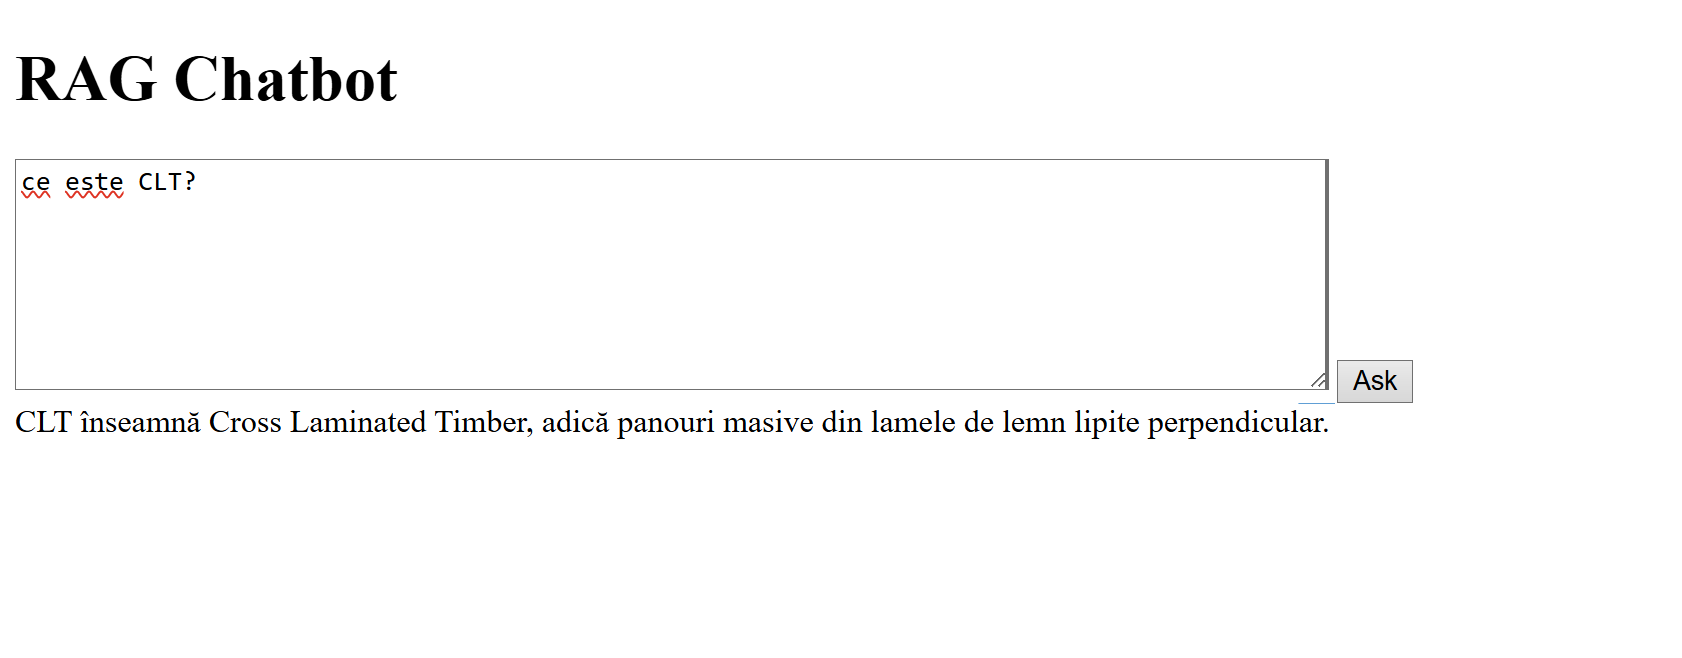 RAG Chatbot
ce este CLT?
Ask
CLT înseamnă Cross Laminated Timber, adică panouri masive din lamele de lemn lipite perpendicular.